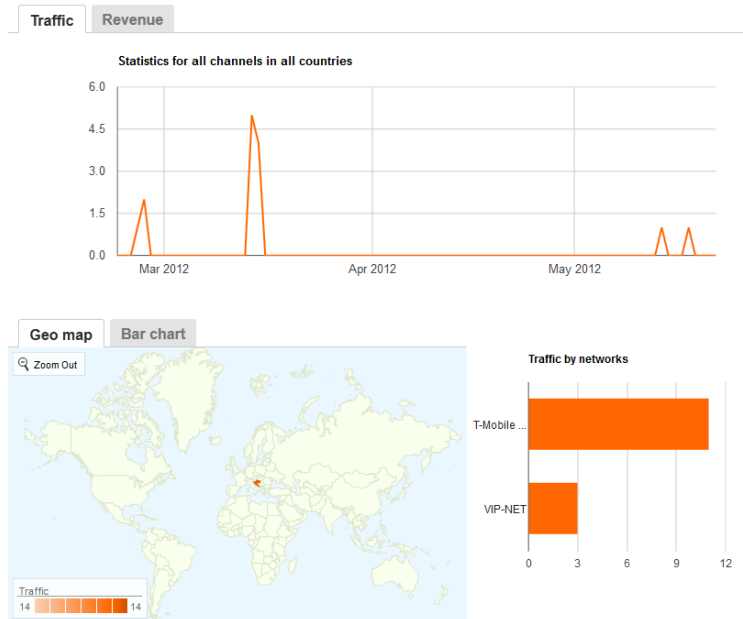 Traffic Revenue
Statistics for all channels in all countries
6.0
4.5
3.0
1.5
0.0
Mar 2012 Apr 2012 May 2012
Geo map Bar chart
Zoom Out
Traffic
14 14
Traffic by networks
T-Mobile ...
VIP-NET
0 3 6 9 12